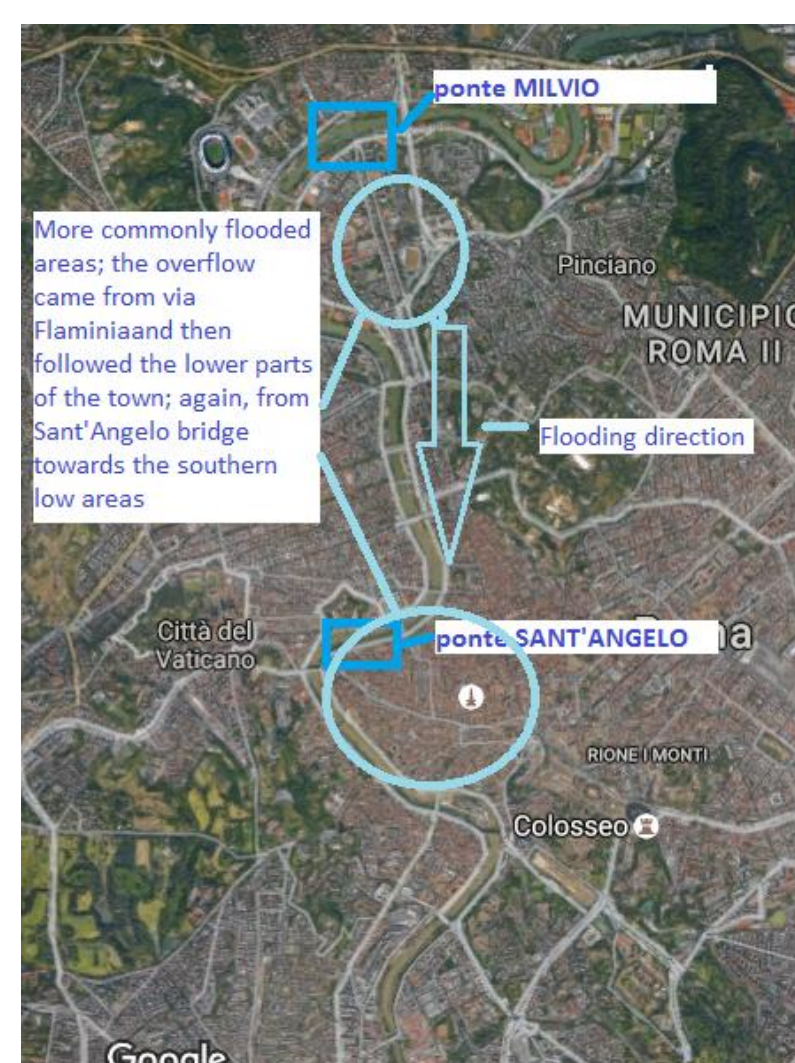 ponte MILVIO
More commonly flooded
areas; the overflow
came from via
Flaminiaand then
followed the lower parts
of the town; again, from
Sant'Angelo bridge
towards the southern
low areas
Pinciano
MUNICIPIO
ROMA II
Flooding direction
Città del
Vaticano
ponte SANT'ANGELO
RIONE I MONTI
Colosseo
Google